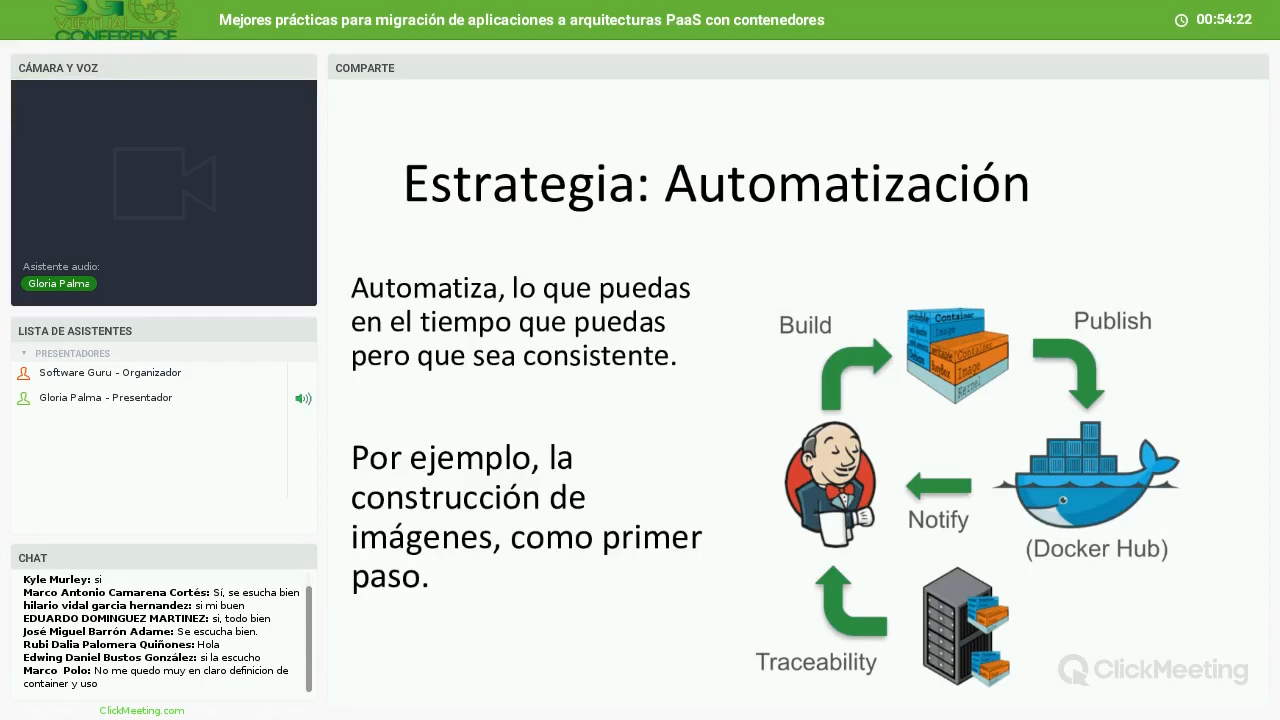 SG
VIRTUAL
CONFERENCE
Mejores prácticas para migración de aplicaciones a arquitecturas PaaS con contenedores
00:54:22
CÁMARA Y VOZ
Asistente audio:
Gloria Palma
LISTA DE ASISTENTES
PRESENTADORES
Software Guru - Organizador
Gloria Palma - Presentador
CHAT
Kyle Murley: si
Marco Antonio Camarena Cortés: Sí, se esucha bien
hilario vidal garcia hernandez: si mi buen
EDUARDO DOMINGUEZ MARTINEZ: si, todo bien
José Miguel Barrón Adame: Se escucha bien.
Rubi Dalia Palomera Quiñones: Hola
Edwing Daniel Bustos González: si la escucho
Marco Polo: No me quedo muy en claro definicion de
container y uso
ClickMeeting.com
COMPARTE
Estrategia: Automatización
Automatiza, lo que puedas
en el tiempo que puedas
pero que sea consistente.
Por ejemplo, la
construcción de
imágenes, como primer
paso.
Build
Container
Image
Container
Image
Kernel
Publish
Notify
(Docker Hub)
Traceability
ClickMeeting